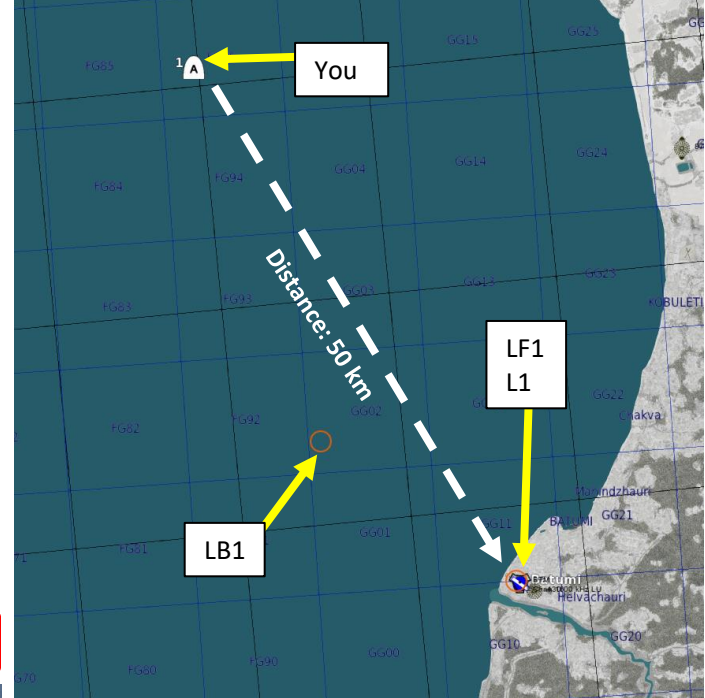 GG15
GG25
FG85
1
A
You
GG04
GG14
GG24
FG84
FG94
Distance: 50 km
GG03
GG13
GG23
FG83
FG93
KOBULETI
LF1
L1
GG22
Chakva
GG02
FG92
FG82
LB1
GG01
GG11
Makindzhauri
BATUMI
GG21
FG81
Batumi
Helvachauri
GG10
GG20
GG00
FG90
FG80